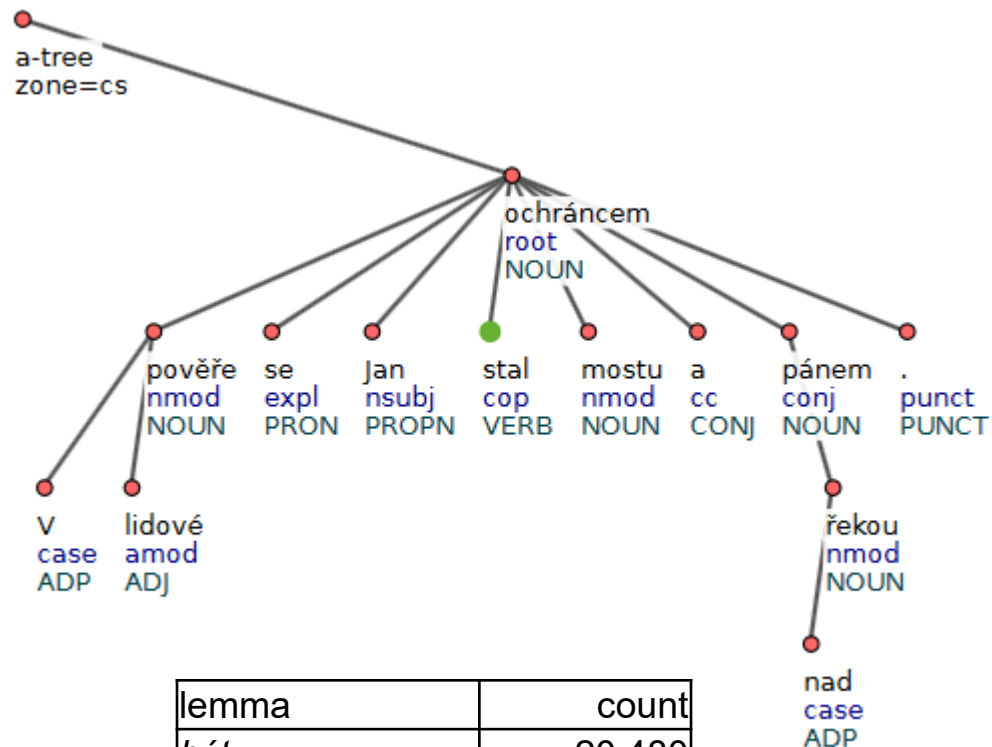 a-tree
zone=cs
ochráncem
root
NOUN
pověře se Jan stal mostu a pánem .
nmod expl nsubj cop nmod cc conj punct
NOUN PRON PROPN VERB NOUN CONJ NOUN PUNCT
V lidové řekou
case amod nmod
ADP ADJ NOUN
nad
case
ADP
lemma count